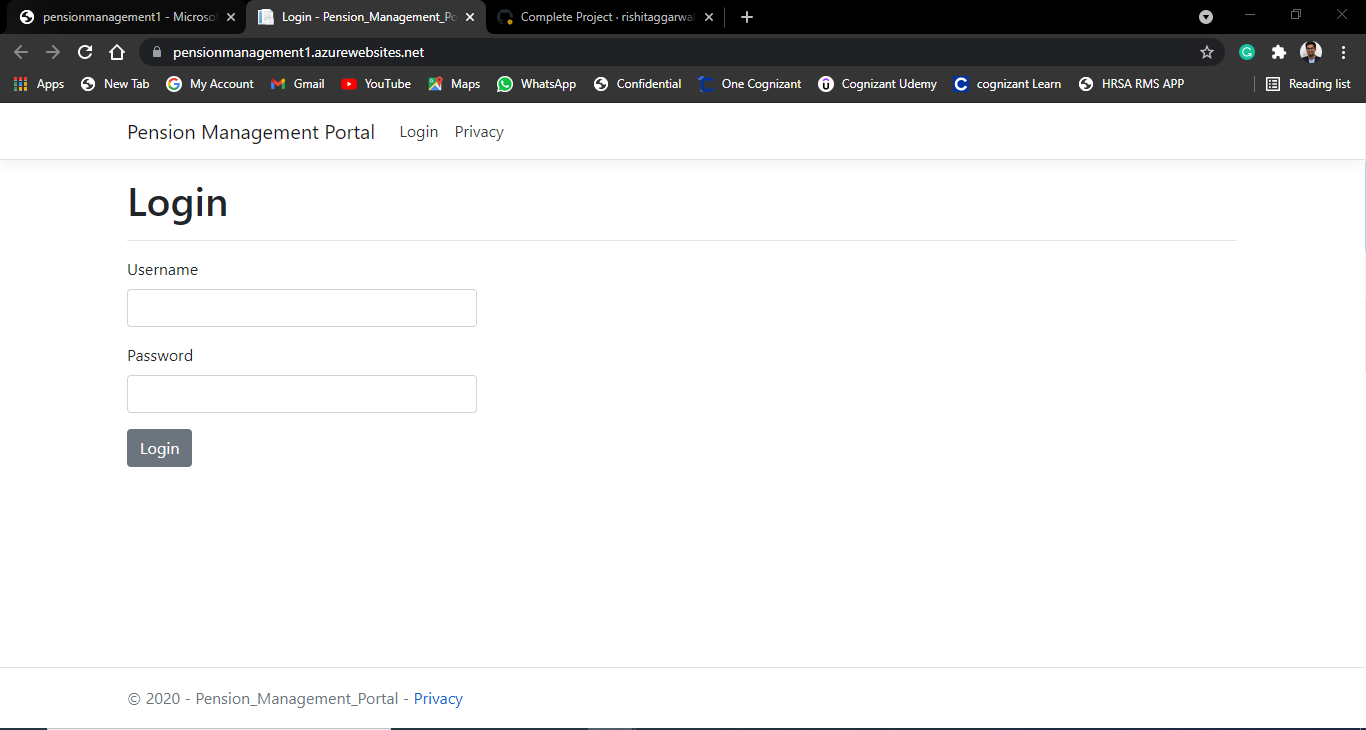 pensionmanagement1 - Microso
Login - Pension_Management_Po
Complete Project · rishitaggarwal
pensionmanagement1.azurewebsites.net
Apps New Tab My Account Gmail YouTube Maps WhatsApp Confidential One Cognizant Cognizant Udemy cognizant Learn HRSA RMS APP Reading list
Pension Management Portal Login Privacy
Login
Username
Password
Login
© 2020 - Pension_Management_Portal - Privacy